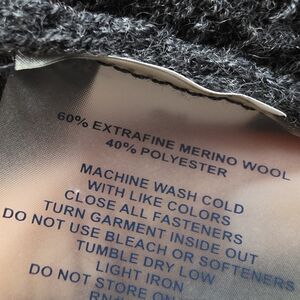 60% EXTRAFINE MERINO WOOL
40% POLYESTER
MACHINE WASH COLD
WITH LIKE COLORS
CLOSE ALL FASTENERS
TURN GARMENT INSIDE OUT
DO NOT USE BLEACH OR SOFTENERS
TUMBLE DRY LOW
LIGHT IRON
DO NOT STORE ON